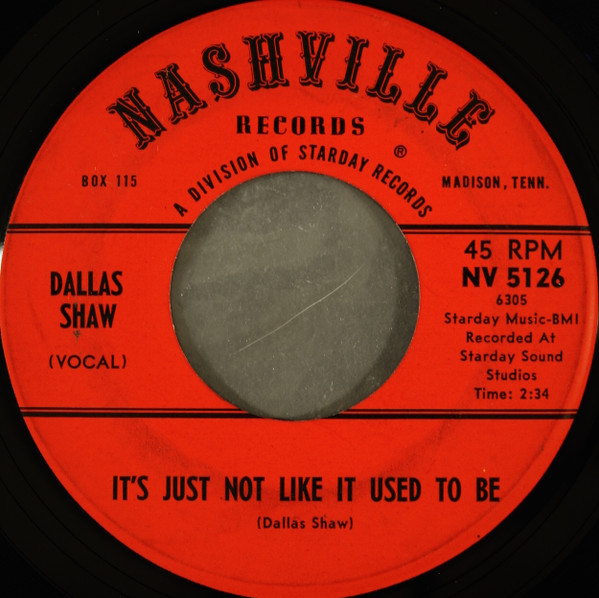 NASHVILLE
RECORDS
A DIVISION OF STARDAY RECORDS ®
BOX 115
MADISON, TENN.
DALLAS
SHAW
(VOCAL)
45 RPM
NV 5126
6305
Starday Music-BMI
Recorded At
Starday Sound
Studios
Time: 2:34
IT'S JUST NOT LIKE IT USED TO BE
(Dallas Shaw)